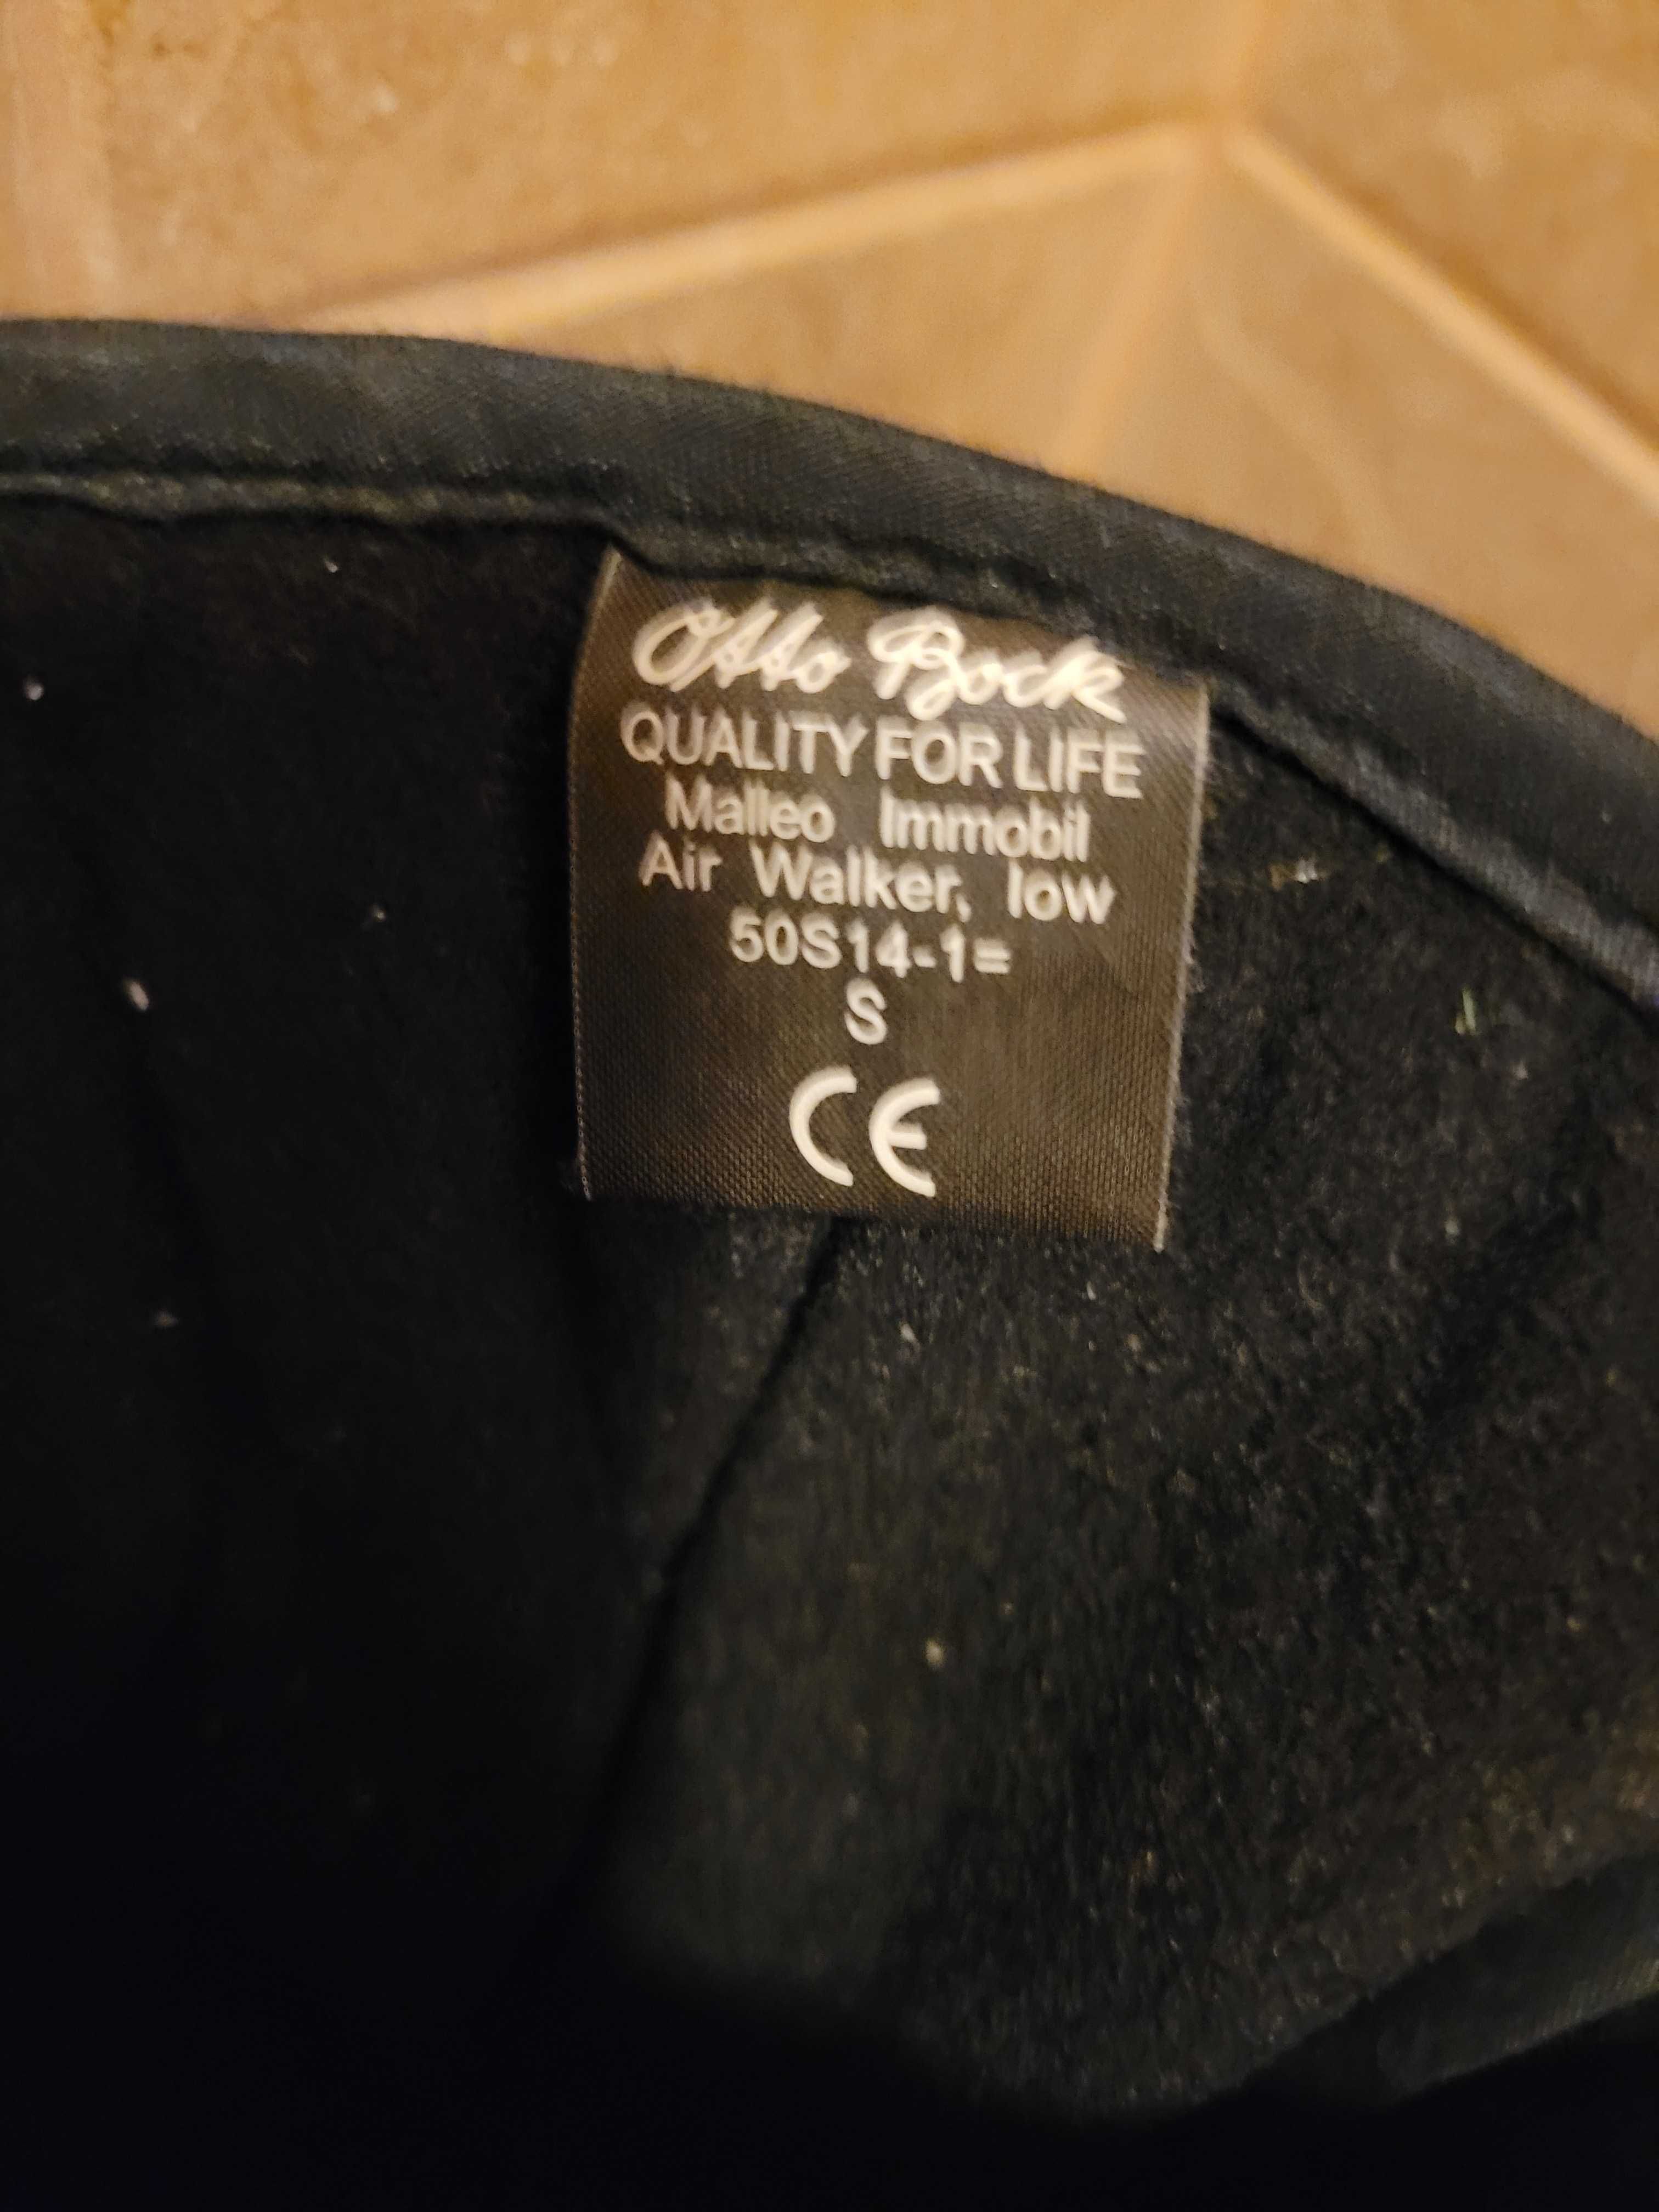 Otto Bock
QUALITY FOR LIFE
Malleo Immobil
Air Walker, low
50S14-1=
S
CE